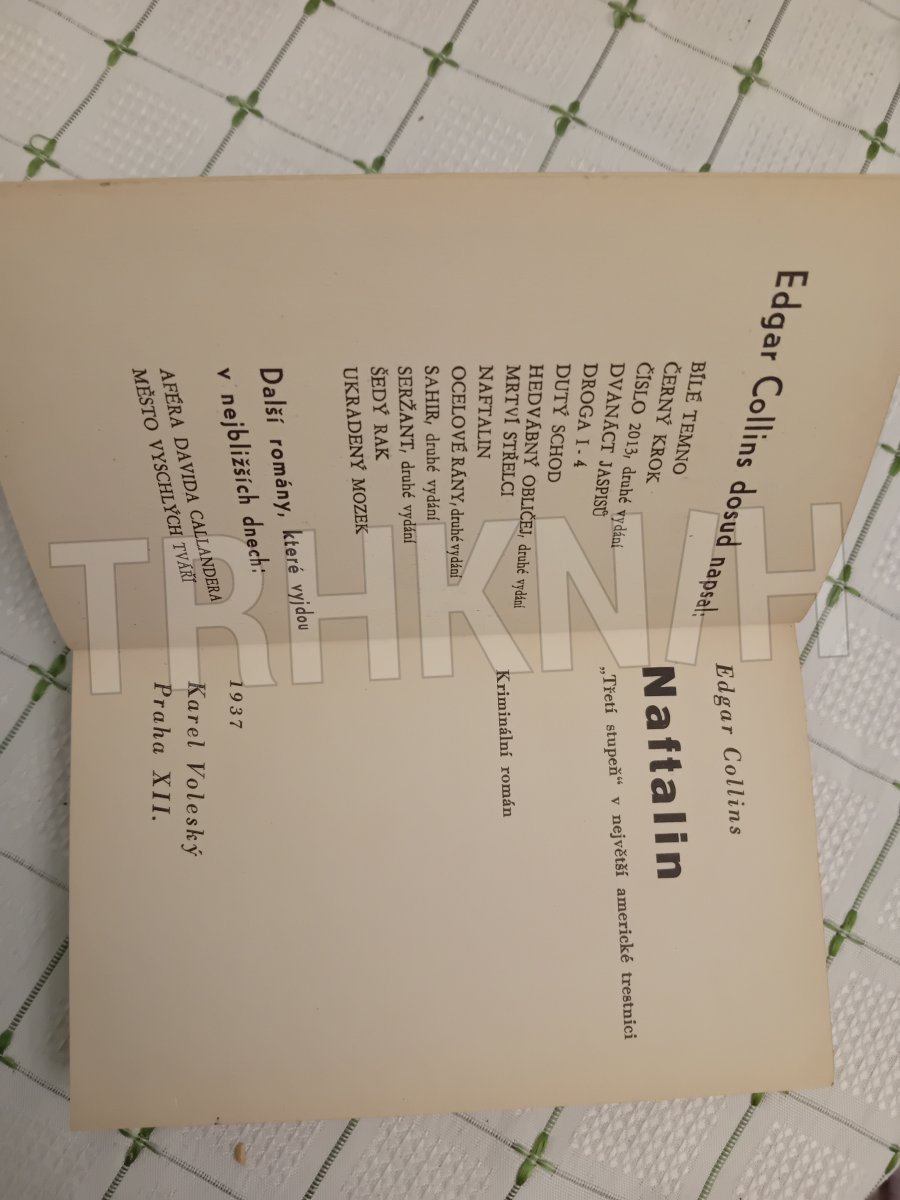 Edgar Collins dosud napsal:
BÍLÉ TEMNO
ČERNÝ KROK
ČÍSLO 2013, druhé vydání
DVANÁCT JASPISŮ
DROGA I - 4
DUTÝ SCHOD
HEDVÁBNÝ OBLIČEJ, druhé vydání
MRTVÍ STŘELCI
NAFTALIN
OCELOVÉ RÁNY, druhé vydání
SAHIR, druhé vydání
SERŽANT, druhé vydání
ŠEDÝ RAK
UKRADENÝ MOZEK
Další romány, které vyjdou
v nejbližších dnech:
AFÉRA DAVIDA CALLANDERA
MĚSTO VYSCHLÝCH TVÁŘÍ
Edgar Collins
Naftalin
„Třetí stupeň“ v největší americké trestnici
Kriminální román
1937
Karel Voleský
Praha XII.
TRHKNIH